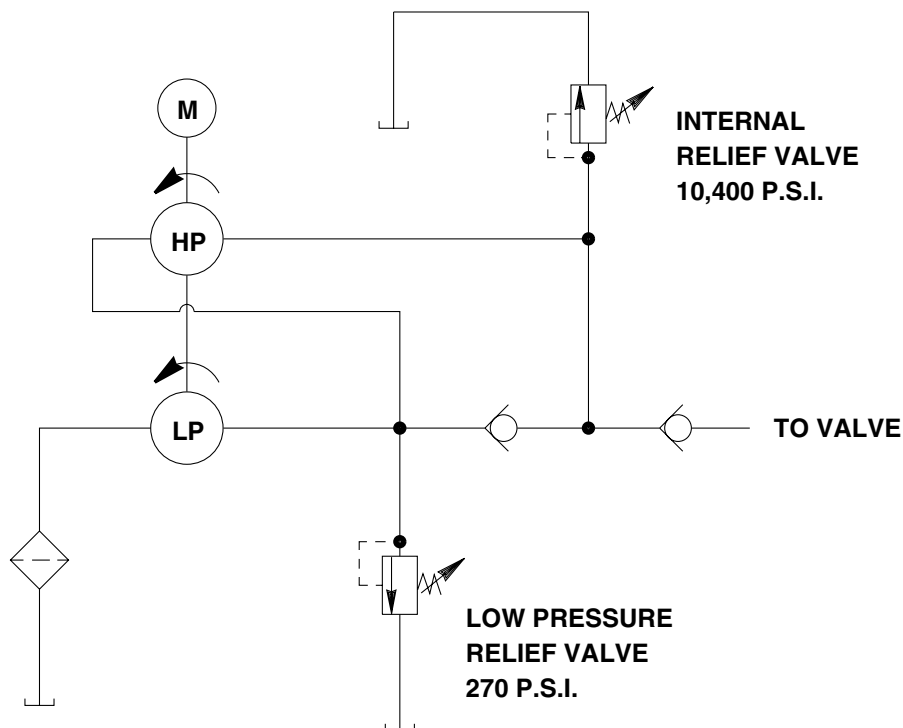 M
INTERNAL
RELIEF VALVE
10,400 P.S.I.
HP
LP
TO VALVE
LOW PRESSURE
RELIEF VALVE
270 P.S.I.